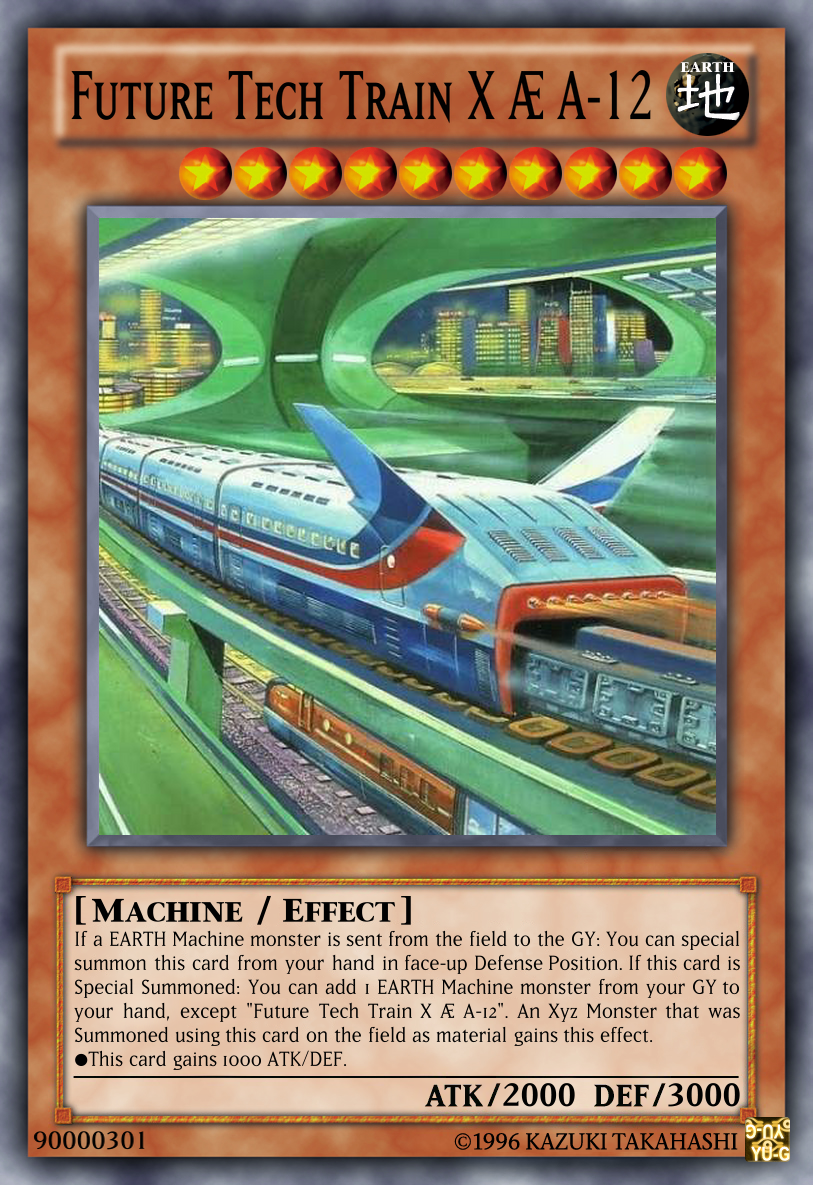 Future Tech Train X Æ A-12
EARTH
地
[ Machine / Effect ]
If a EARTH Machine monster is sent from the field to the GY: You can special
summon this card from your hand in face-up Defense Position. If this card is
Special Summoned: You can add 1 EARTH Machine monster from your GY to
your hand, except "Future Tech Train X Æ A-12". An Xyz Monster that was
Summoned using this card on the field as material gains this effect.
●This card gains 1000 ATK/DEF.
ATK/2000 DEF/3000
90000301
©1996 KAZUKI TAKAHASHI